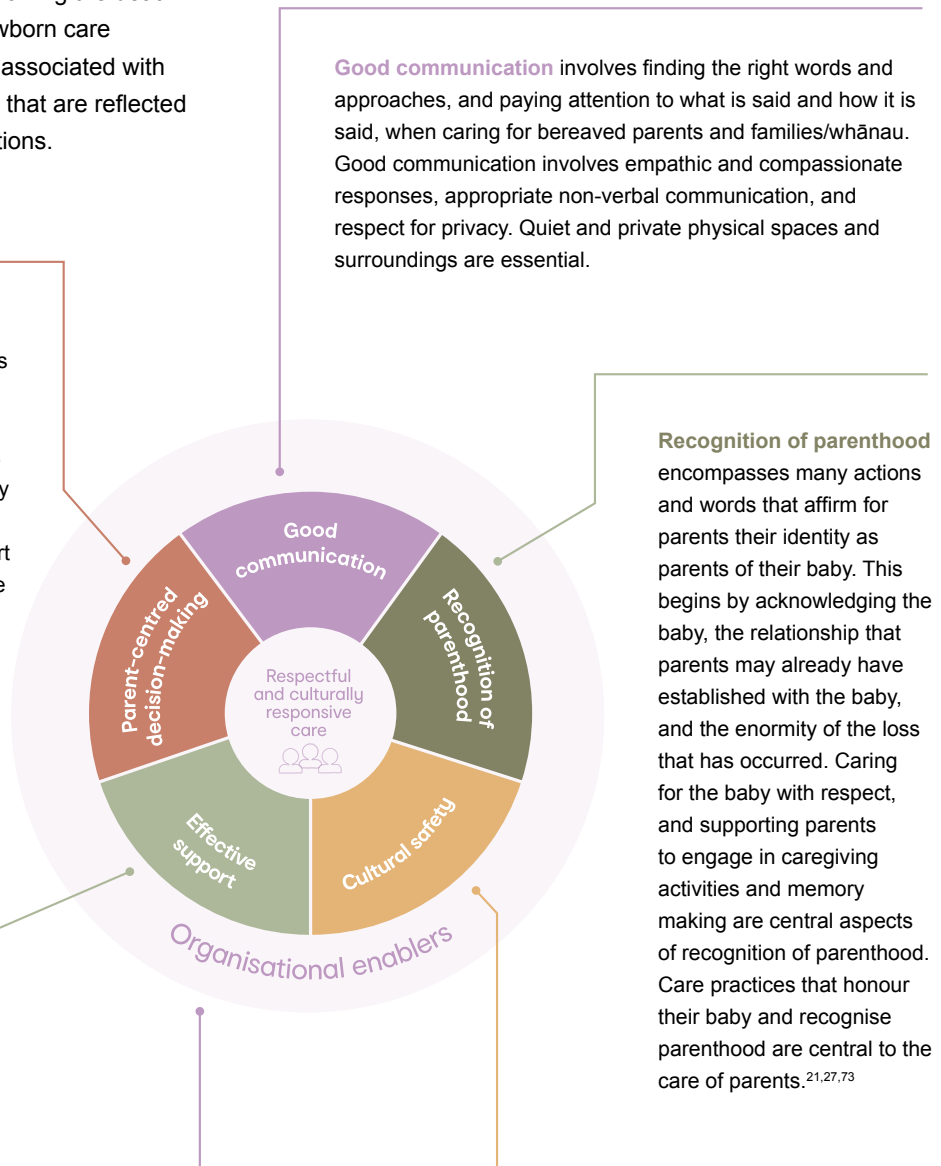 wborn care
associated with
that are reflected
tions.
Good communication involves finding the right words and
approaches, and paying attention to what is said and how it is
said, when caring for bereaved parents and families/whānau.
Good communication involves empathic and compassionate
responses, appropriate non-verbal communication, and
respect for privacy. Quiet and private physical spaces and
surroundings are essential.
s
y
rt
e
Recognition of parenthood
encompasses many actions
and words that affirm for
parents their identity as
parents of their baby. This
begins by acknowledging the
baby, the relationship that
parents may already have
established with the baby,
and the enormity of the loss
that has occurred. Caring
for the baby with respect,
and supporting parents
to engage in caregiving
activities and memory
making are central aspects
of recognition of parenthood.
Care practices that honour
their baby and recognise
parenthood are central to the
care of parents.21,27,73
Good
communication
Recognition of
parenthood
Cultural safety
Effective
support
Parent-centred
decision-making
Respectful
and culturally
responsive
care
Organisational enablers